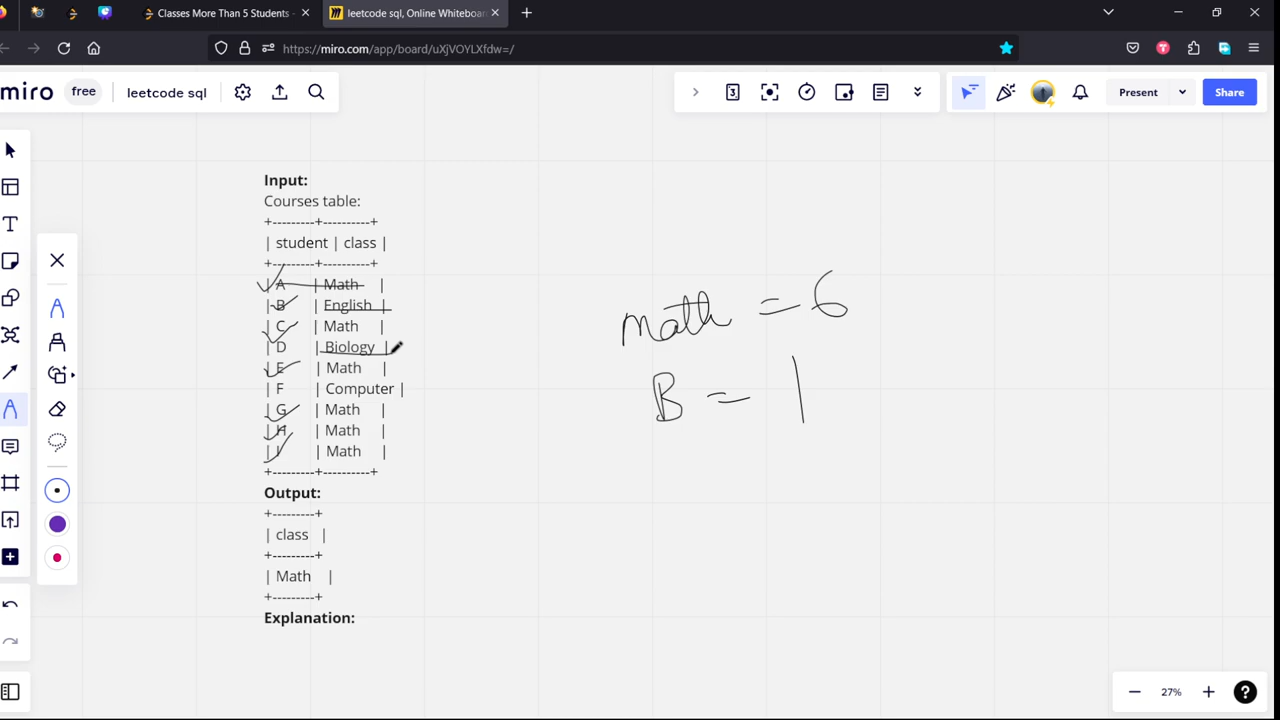 Classes More Than 5 Students -
leetcode sql, Online Whiteboard
https://miro.com/app/board/uXjVOYLXfdw=/
miro free leetcode sql
3
Present
Share
Input:
Courses table:
+---------+----------+
| student | class |
+---------+----------+
| A | Math |
| B | English |
| C | Math |
| D | Biology |
| E | Math |
| F | Computer |
| G | Math |
| H | Math |
| I | Math |
+---------+----------+
Output:
+---------+
| class |
+---------+
| Math |
+---------+
Explanation:
math = 6
B = 1
27%